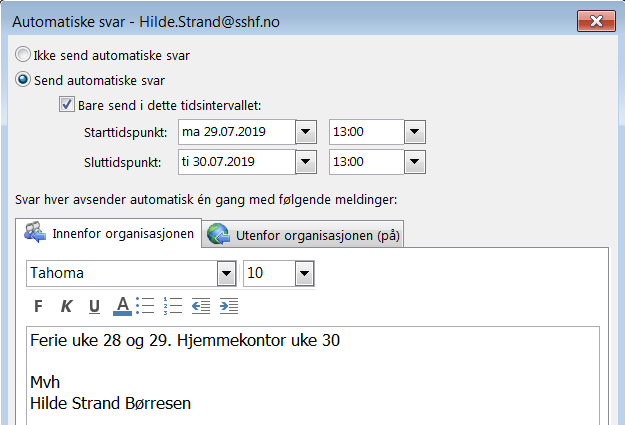 Automatiske svar - Hilde.Strand@sshf.no
Ikke send automatiske svar
Send automatiske svar
Bare send i dette tidsintervallet:
Starttidspunkt: ma 29.07.2019 13:00
Sluttidspunkt: ti 30.07.2019 13:00
Svar hver avsender automatisk én gang med følgende meldinger:
Innenfor organisasjonen Utenfor organisasjonen (på)
Tahoma 10
F K U A
Ferie uke 28 og 29. Hjemmekontor uke 30
Mvh
Hilde Strand Børresen